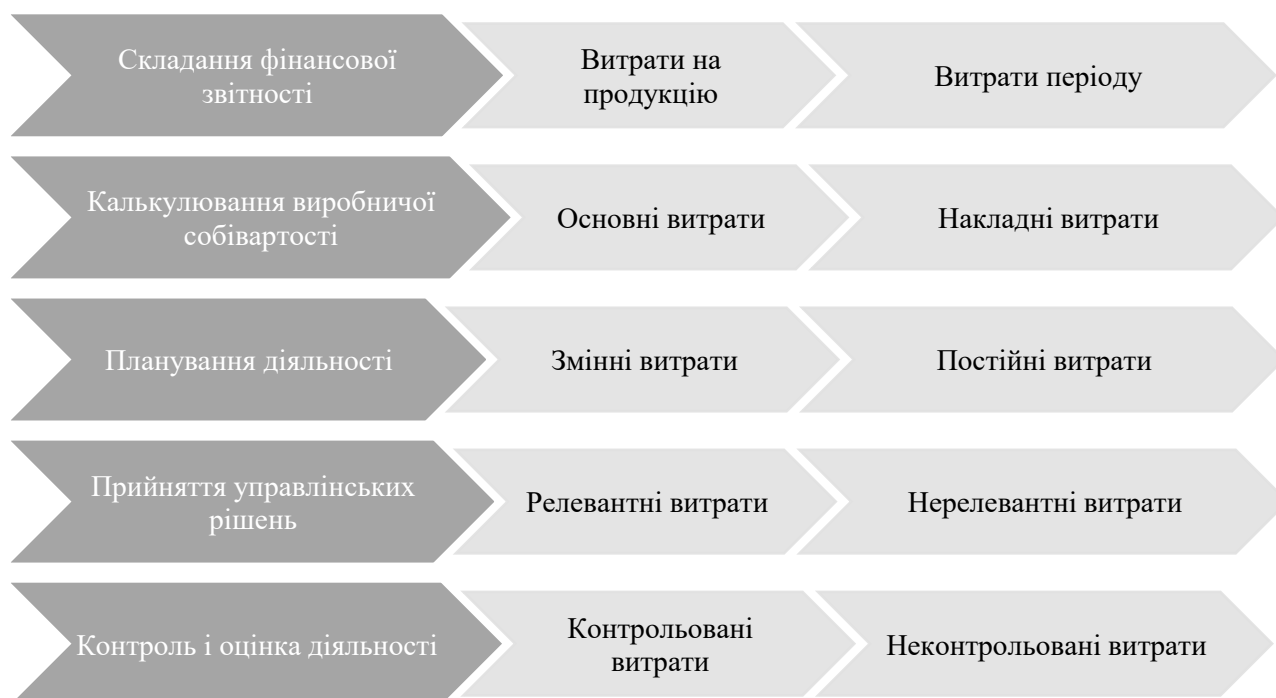 Складання фінансової
звітності
Витрати на
продукцію
Витрати періоду
Калькулювання виробничої
собівартості
Основні витрати
Накладні витрати
Планування діяльності
Змінні витрати
Постійні витрати
Прийняття управлінських
рішень
Релевантні витрати
Нерелевантні витрати
Контроль і оцінка діяльності
Контрольовані
витрати
Неконтрольовані витрати